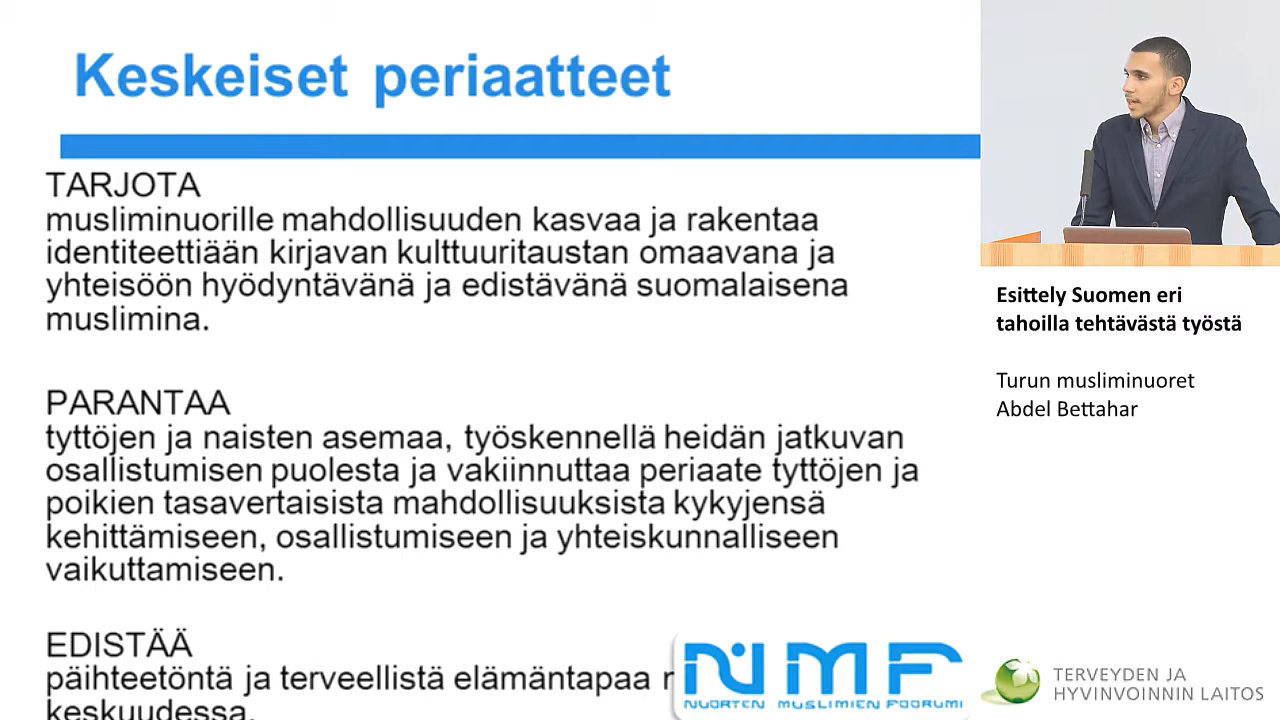 Keskeiset periaatteet
TARJOTA
musliminuorille mahdollisuuden kasvaa ja rakentaa
identiteettiään kirjavan kulttuuritaustan omaavana ja
yhteisöön hyödyntävänä ja edistävänä suomalaisena
muslimina.
PARANTAA
tyttöjen ja naisten asemaa, työskennellä heidän jatkuvan
osallistumisen puolesta ja vakiinnuttaa periaate tyttöjen ja
poikien tasavertaisista mahdollisuuksista kykyjensä
kehittämiseen, osallistumiseen ja yhteiskunnalliseen
vaikuttamiseen.
EDISTÄÄ
päihteetöntä ja terveellistä elämäntapaa
keskuudessa.
NMF
NUORTEN MUSLIMIEN FOORUMI
Esittely Suomen eri
tahoilla tehtävästä työstä
Turun musliminuoret
Abdel Bettahar
TERVEYDEN JA
HYVINVOINNIN LAITOS